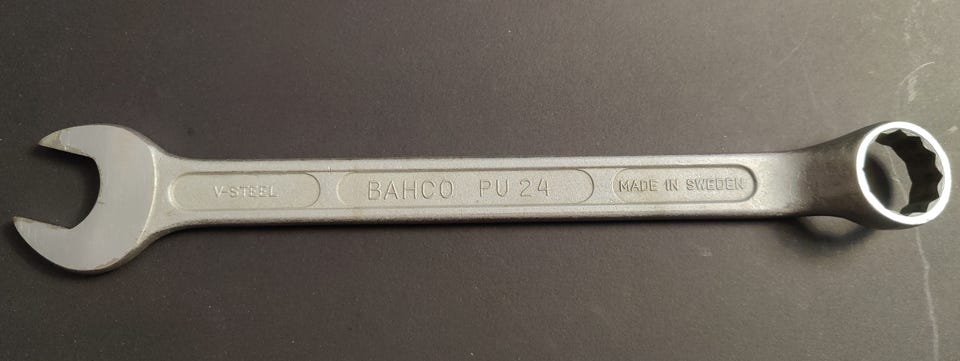 V-STEEL
BAHCO PU 24
MADE IN SWEDEN